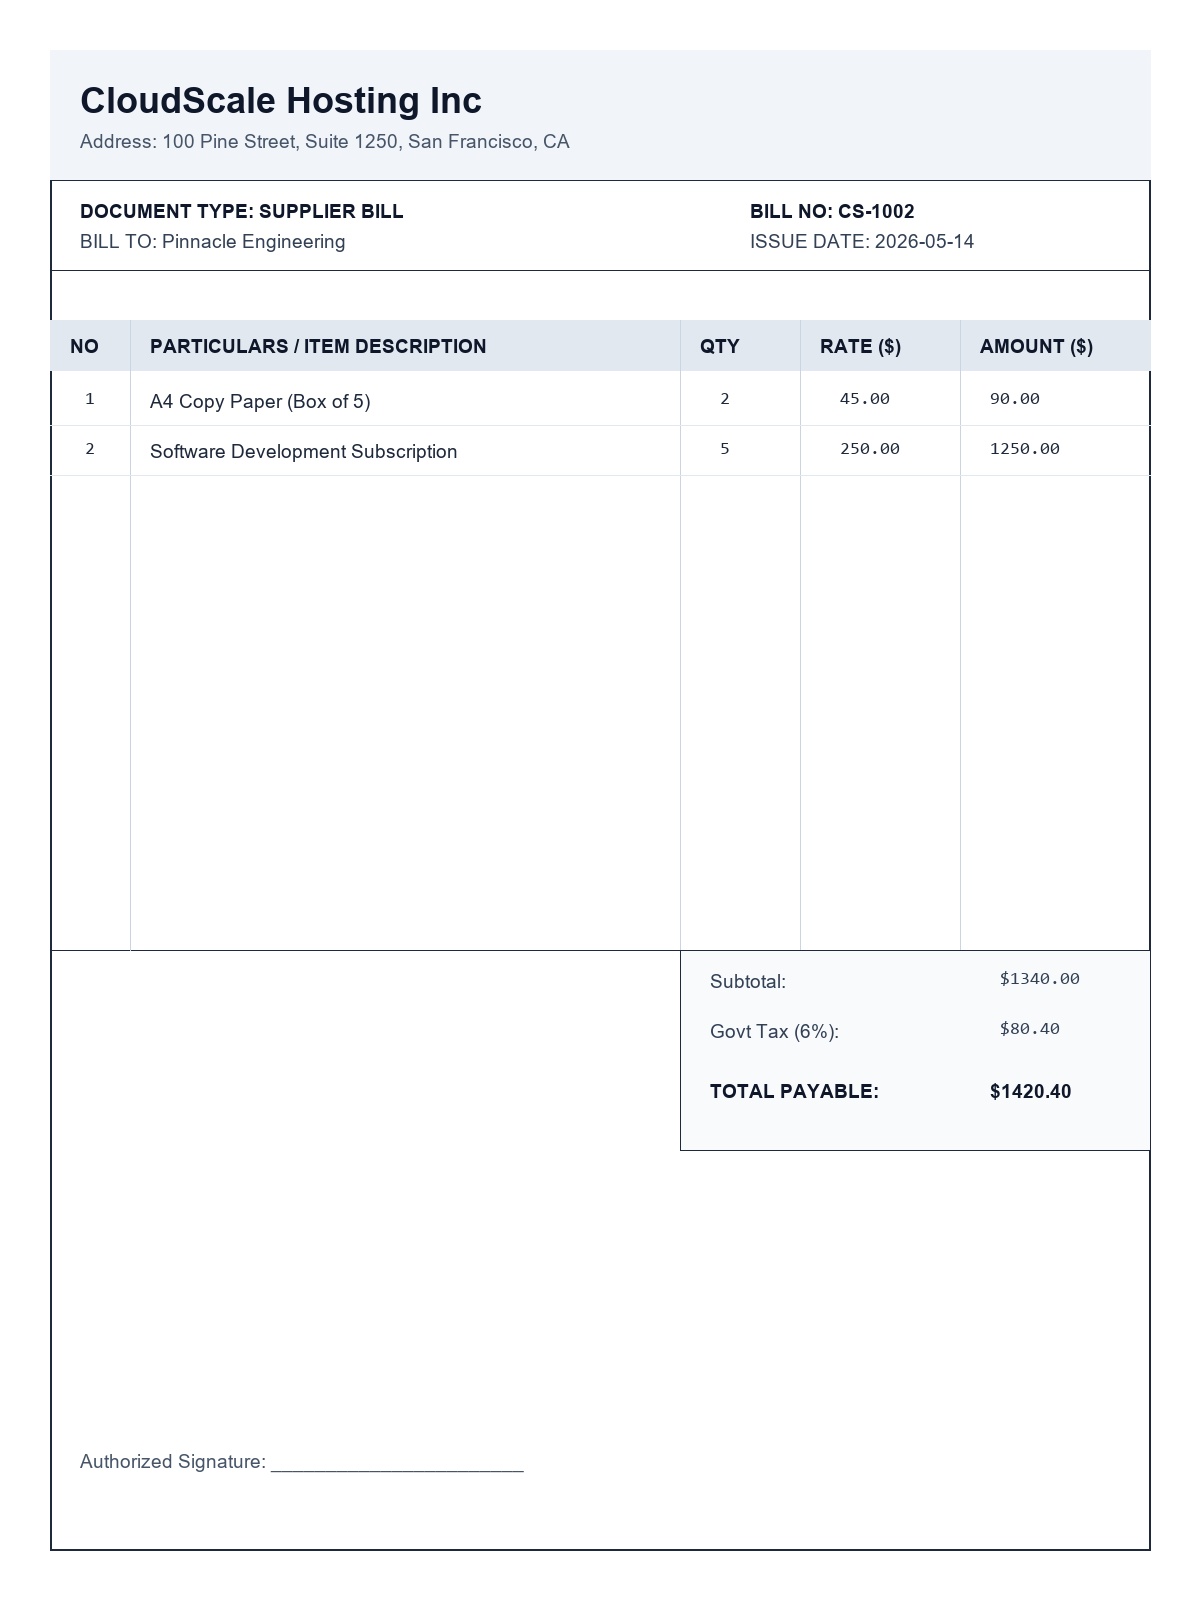 CloudScale Hosting Inc
Address: 100 Pine Street, Suite 1250, San Francisco, CA
DOCUMENT TYPE: SUPPLIER BILL BILL NO: CS-1002
BILL TO: Pinnacle Engineering ISSUE DATE: 2026-05-14
NO PARTICULARS / ITEM DESCRIPTION QTY RATE ($) AMOUNT ($)
1 A4 Copy Paper (Box of 5) 2 45.00 90.00
2 Software Development Subscription 5 250.00 1250.00
Subtotal: $1340.00
Govt Tax (6%): $80.40
TOTAL PAYABLE: $1420.40
Authorized Signature: _______________________